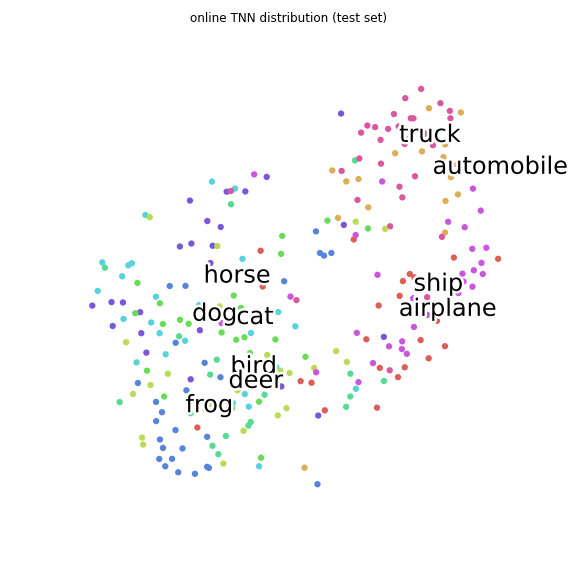 online TNN distribution (test set)
truck
automobile
horse
ship
airplane
dog
cat
bird
deer
frog